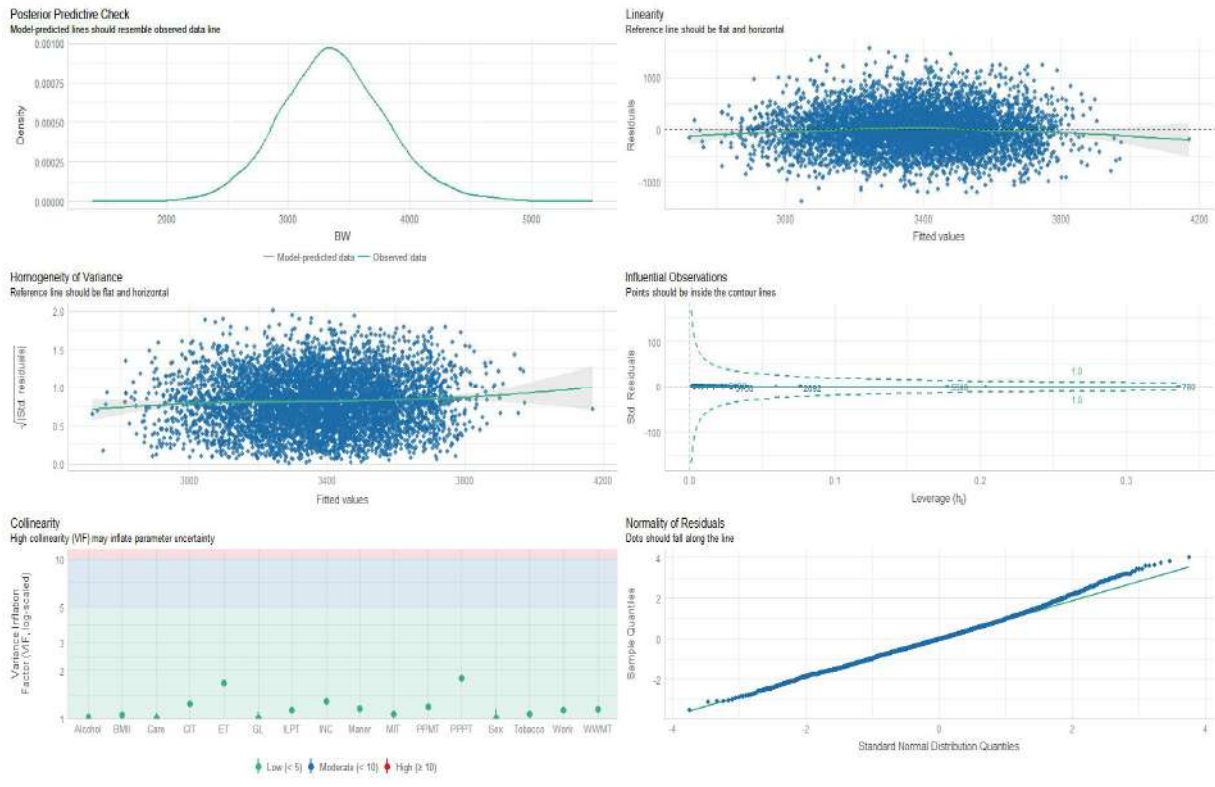 Posterior Predictive Check
Model-predicted lines should resemble observed data line
0.00100
0.00075
0.00050
0.00025
0.00000
Density
2000 3000 4000 5000
BW
Model-predicted data Observed data
Linearity
Reference line should be flat and horizontal
1000
0
-1000
Residuals
3000 3400 3800 4200
Fitted values
Homogeneity of Variance
Reference line should be flat and horizontal
2.0
1.5
1.0
0.5
0.0
√|Std. residuals|
3000 3400 3800 4200
Fitted values
Influential Observations
Points should be inside the contour lines
100
0
-100
Std. Residuals
1.0
1.0
0.0 0.1 0.2 0.3
Leverage (hᵢ)
Collinearity
High collinearity (VIF) may inflate parameter uncertainty
10
5
3
2
1
Variance Inflation
Factor (VIF, log-scaled)
Alcohol BMI Care CIT ET GL ILPT INC Maner MIT PPMT PPPT Sex Tobacco Work WWMT
Low (< 5) Moderate (< 10) High (≥ 10)
Normality of Residuals
Dots should fall along the line
4
2
0
-2
Sample Quantiles
-4 -2 0 2 4
Standard Normal Distribution Quantiles